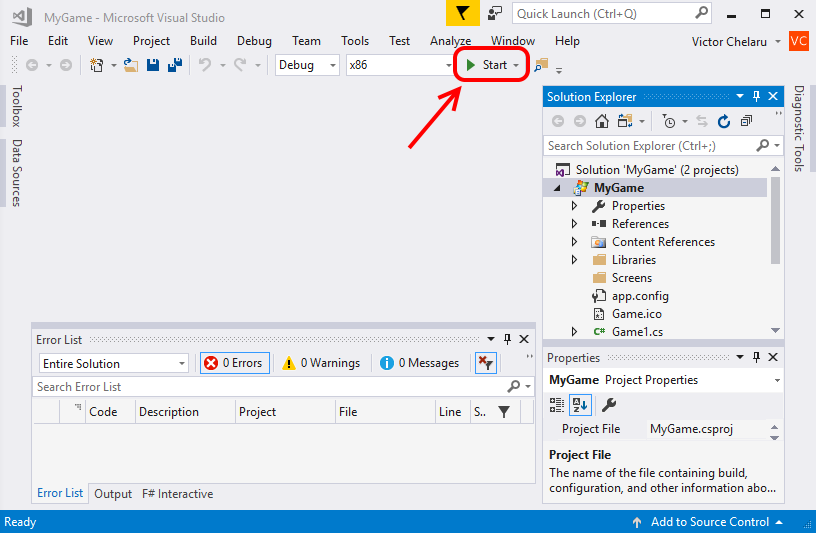 MyGame - Microsoft Visual Studio
Quick Launch (Ctrl+Q)
File Edit View Project Build Debug Team Tools Test Analyze Window Help
Victor Chelaru VC
Debug x86 Start
Toolbox
Data Sources
Solution Explorer
Search Solution Explorer (Ctrl+;)
Solution 'MyGame' (2 projects)
MyGame
Properties
References
Content References
Libraries
Screens
app.config
Game.ico
C# Game1.cs
Diagnostic Tools
Error List
Entire Solution 0 Errors 0 Warnings 0 Messages
Search Error List
Code Description Project File Line S..
Error List Output F# Interactive
Properties
MyGame Project Properties
Project File MyGame.csproj
Project File
The name of the file containing build,
configuration, and other information abo...
Ready
Add to Source Control